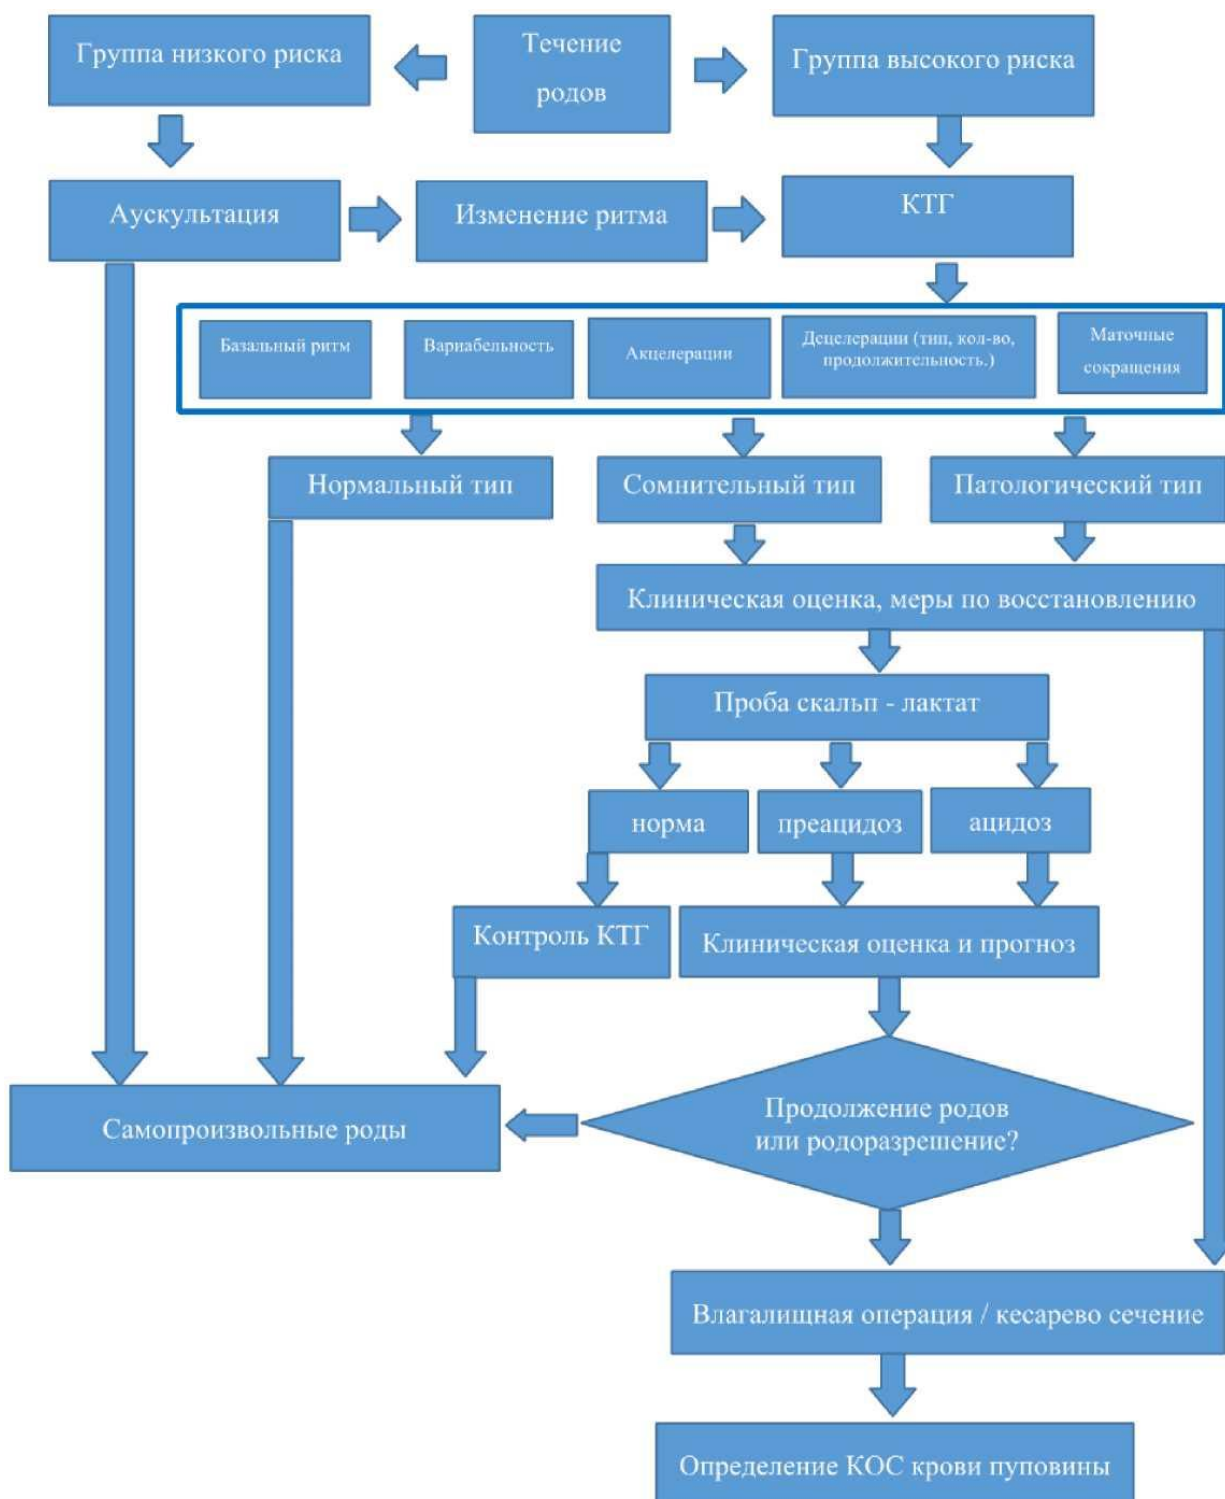 Группа низкого риска
Течение
родов
Группа высокого риска
Аускультация
Изменение ритма
КТГ
Базальный ритм
Вариабельность
Акцелерации
Децелерации (тип, кол-во,
продолжительность.)
Маточные
сокращения
Нормальный тип
Сомнительный тип
Патологический тип
Клиническая оценка, меры по восстановлению
Проба скальп - лактат
норма
преацидоз
ацидоз
Контроль КТГ
Клиническая оценка и прогноз
Продолжение родов
или родоразрешение?
Самопроизвольные роды
Влагалищная операция / кесарево сечение
Определение КОС крови пуповины